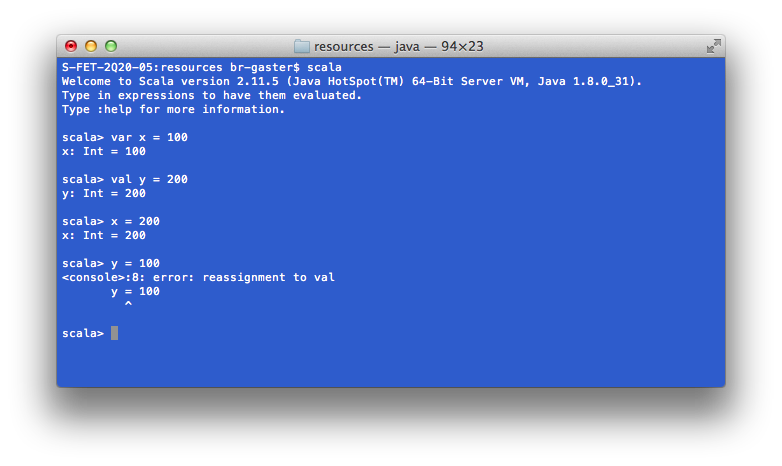 resources — java — 94×23
S-FET-2Q20-05:resources br-gaster$ scala
Welcome to Scala version 2.11.5 (Java HotSpot(TM) 64-Bit Server VM, Java 1.8.0_31).
Type in expressions to have them evaluated.
Type :help for more information.
scala> var x = 100
x: Int = 100
scala> val y = 200
y: Int = 200
scala> x = 200
x: Int = 200
scala> y = 100
<console>:8: error: reassignment to val
       y = 100
         ^
scala>